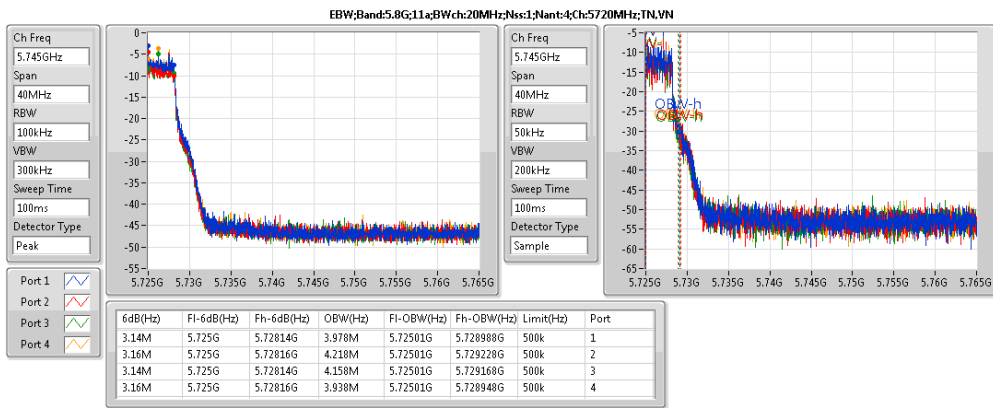 EBW;Band:5.8G;11a;BWch:20MHz;Nss:1;Nant:4;Ch:5720MHz;TN,VN
Ch Freq
5.745GHz
Span
40MHz
RBW
100kHz
VBW
300kHz
Sweep Time
100ms
Detector Type
Peak
0
-5
-10
-15
-20
-25
-30
-35
-40
-45
-50
-55
5.725G 5.73G 5.735G 5.74G 5.745G 5.75G 5.755G 5.76G 5.765G
Ch Freq
5.745GHz
Span
40MHz
RBW
50kHz
VBW
200kHz
Sweep Time
100ms
Detector Type
Sample
-5
-10
-15
-20
-25
-30
-35
-40
-45
-50
-55
-60
-65
OBW-h
OBW-h
5.725G 5.73G 5.735G 5.74G 5.745G 5.75G 5.755G 5.76G 5.765G
Port 1
Port 2
Port 3
Port 4
6dB(Hz) Fl-6dB(Hz) Fh-6dB(Hz) OBW(Hz) Fl-OBW(Hz) Fh-OBW(Hz) Limit(Hz) Port
3.14M 5.725G 5.72814G 3.978M 5.72501G 5.728988G 500k 1
3.16M 5.725G 5.72816G 4.218M 5.72501G 5.729228G 500k 2
3.14M 5.725G 5.72814G 4.158M 5.72501G 5.729168G 500k 3
3.16M 5.725G 5.72816G 3.938M 5.72501G 5.728948G 500k 4